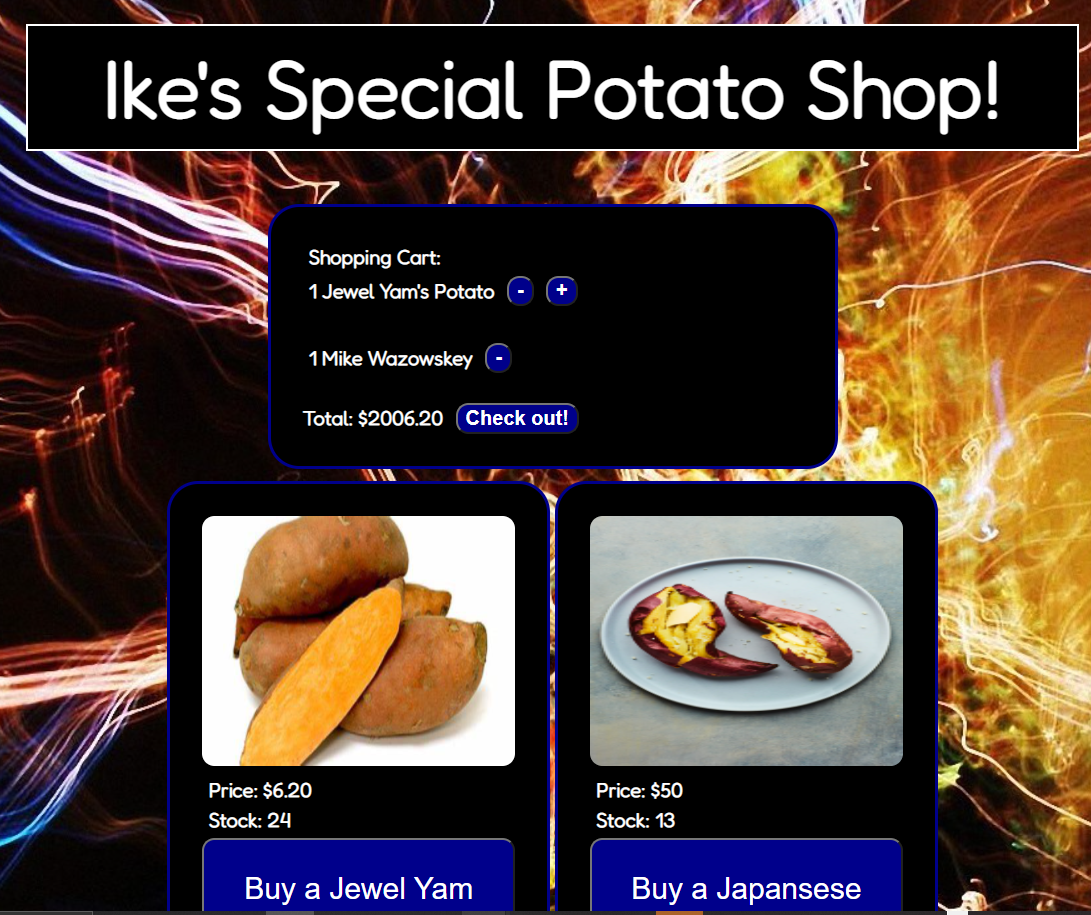 Ike's Special Potato Shop!
Shopping Cart:
1 Jewel Yam's Potato - +
1 Mike Wazowskey -
Total: $2006.20 Check out!
Price: $6.20
Stock: 24
Buy a Jewel Yam
Price: $50
Stock: 13
Buy a Japansese